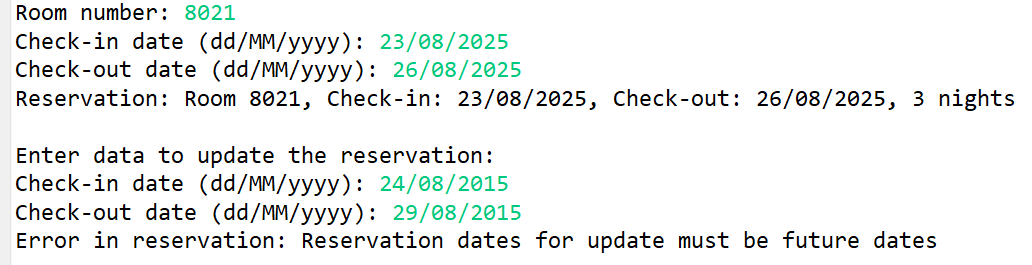 Room number: 8021
Check-in date (dd/MM/yyyy): 23/08/2025
Check-out date (dd/MM/yyyy): 26/08/2025
Reservation: Room 8021, Check-in: 23/08/2025, Check-out: 26/08/2025, 3 nights
Enter data to update the reservation:
Check-in date (dd/MM/yyyy): 24/08/2015
Check-out date (dd/MM/yyyy): 29/08/2015
Error in reservation: Reservation dates for update must be future dates